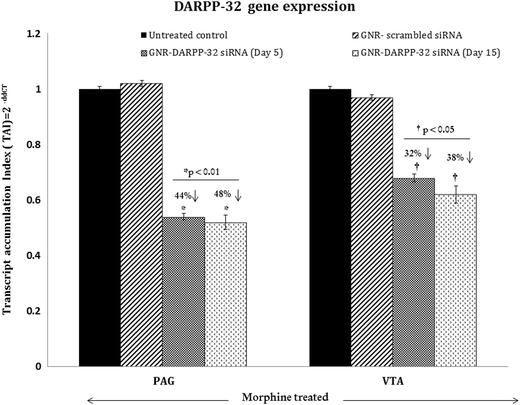 DARPP-32 gene expression
Untreated control
GNR- scrambled siRNA
GNR-DARPP-32 siRNA (Day 5)
GNR-DARPP-32 siRNA (Day 15)
Transcript accumulation Index (TAI)=2 -ddCT
1.2
1
0.8
0.6
0.4
0.2
0
*p < 0.01
44%↓
48% ↓
*
*
† p < 0.05
32% ↓
38% ↓
†
†
PAG
VTA
Morphine treated